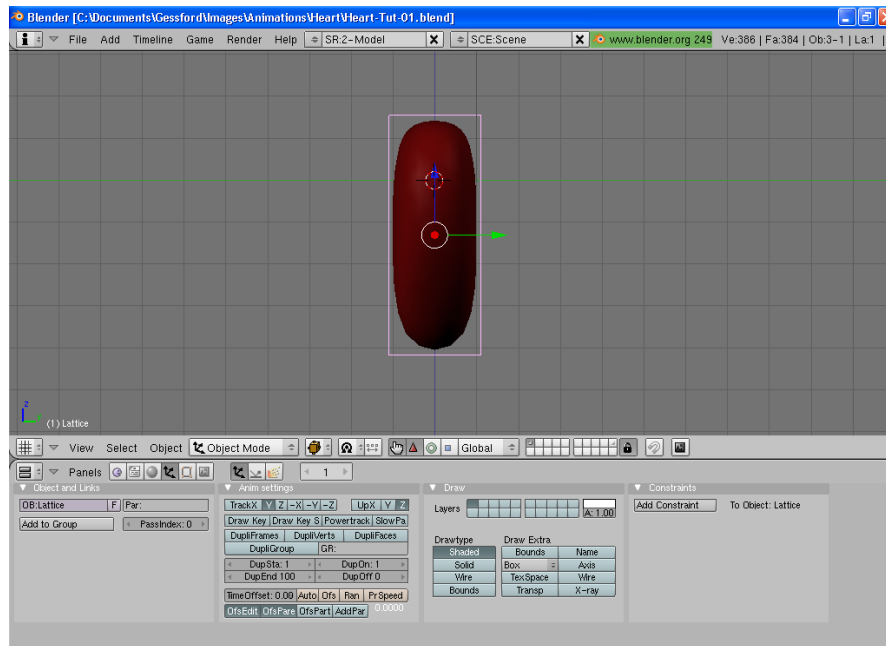 Blender [C:\Documents\Gessford\Images\Animations\Heart\Heart-Tut-01.blend]
File Add Timeline Game Render Help SR:2-Model X SCE:Scene X www.blender.org 249 Ve:386 | Fa:384 | Ob:3-1 | La:1 |
z
(1) Lattice
View Select Object Object Mode Global
Panels 1
Object and Links Anim settings Draw Constraints
OB:Lattice F Par: TrackX Y Z -X -Y -Z UpX Y Z Layers A: 1.00 Add Constraint To Object: Lattice
Add to Group PassIndex: 0 Draw Key Draw Key S Powertrack SlowPa
DupliFrames DupliVerts DupliFaces Drawtype Draw Extra
DupliGroup GR: Shaded Bounds Name
DupSta: 1 DupOn: 1 Solid Box Axis
DupEnd 100 DupOff 0 Wire TexSpace Wire
TimeOffset: 0.00 Auto Ofs Ran PrSpeed Bounds Transp X-ray
OfsEdit OfsPare OfsPart AddPar 0.0000